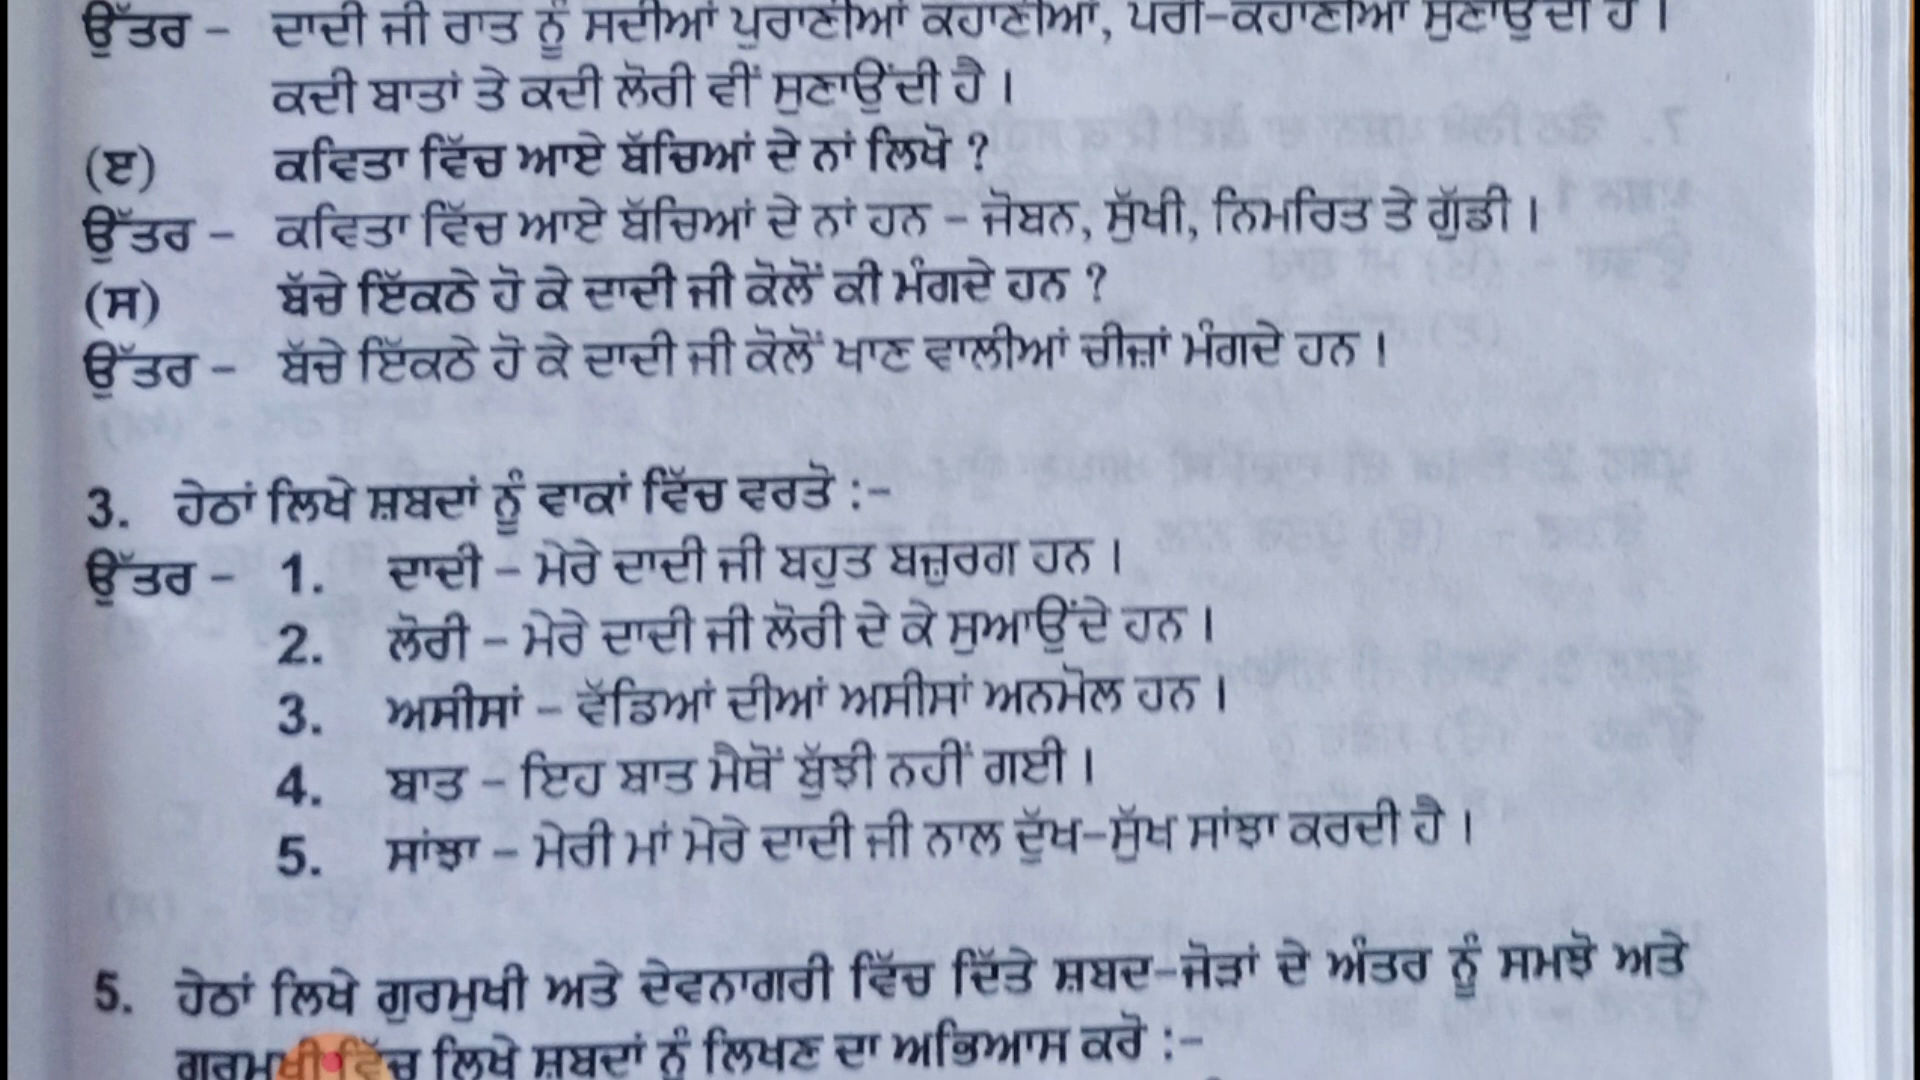 ਉੱਤਰ – ਦਾਦੀ ਜੀ ਰਾਤ ਨੂੰ ਸਦੀਆਂ ਪੁਰਾਣੀਆਂ ਕਹਾਣੀਆਂ, ਪਰੀ-ਕਹਾਣੀਆਂ ਸੁਣਾਉਂਦੀ ਹੈ ।
ਕਦੀ ਬਾਤਾਂ ਤੇ ਕਦੀ ਲੋਰੀ ਵੀਂ ਸੁਣਾਉਂਦੀ ਹੈ ।
(ੲ) ਕਵਿਤਾ ਵਿੱਚ ਆਏ ਬੱਚਿਆਂ ਦੇ ਨਾਂ ਲਿਖੋ ?
ਉੱਤਰ – ਕਵਿਤਾ ਵਿੱਚ ਆਏ ਬੱਚਿਆਂ ਦੇ ਨਾਂ ਹਨ – ਜੋਬਨ, ਸੁੱਖੀ, ਨਿਮਰਿਤ ਤੇ ਗੁੱਡੀ ।
(ਸ) ਬੱਚੇ ਇੱਕਠੇ ਹੋ ਕੇ ਦਾਦੀ ਜੀ ਕੋਲੋਂ ਕੀ ਮੰਗਦੇ ਹਨ ?
ਉੱਤਰ – ਬੱਚੇ ਇੱਕਠੇ ਹੋ ਕੇ ਦਾਦੀ ਜੀ ਕੋਲੋਂ ਖਾਣ ਵਾਲੀਆਂ ਚੀਜ਼ਾਂ ਮੰਗਦੇ ਹਨ ।
3. ਹੇਠਾਂ ਲਿਖੇ ਸ਼ਬਦਾਂ ਨੂੰ ਵਾਕਾਂ ਵਿੱਚ ਵਰਤੋ :–
ਉੱਤਰ – 1. ਦਾਦੀ – ਮੇਰੇ ਦਾਦੀ ਜੀ ਬਹੁਤ ਬਜ਼ੁਰਗ ਹਨ ।
2. ਲੋਰੀ – ਮੇਰੇ ਦਾਦੀ ਜੀ ਲੋਰੀ ਦੇ ਕੇ ਸੁਆਉਂਦੇ ਹਨ ।
3. ਅਸੀਸਾਂ – ਵੱਡਿਆਂ ਦੀਆਂ ਅਸੀਸਾਂ ਅਨਮੋਲ ਹਨ ।
4. ਬਾਤ – ਇਹ ਬਾਤ ਮੈਥੋਂ ਬੁੱਝੀ ਨਹੀਂ ਗਈ ।
5. ਸਾਂਝਾ – ਮੇਰੀ ਮਾਂ ਮੇਰੇ ਦਾਦੀ ਜੀ ਨਾਲ ਦੁੱਖ-ਸੁੱਖ ਸਾਂਝਾ ਕਰਦੀ ਹੈ ।
5. ਹੇਠਾਂ ਲਿਖੇ ਗੁਰਮੁਖੀ ਅਤੇ ਦੇਵਨਾਗਰੀ ਵਿੱਚ ਦਿੱਤੇ ਸ਼ਬਦ-ਜੋੜਾਂ ਦੇ ਅੰਤਰ ਨੂੰ ਸਮਝੋ ਅਤੇ
ਗੁਰਮੁਖੀ ਵਿੱਚ ਲਿਖੇ ਸ਼ਬਦਾਂ ਨੂੰ ਲਿਖਣ ਦਾ ਅਭਿਆਸ ਕਰੋ :–